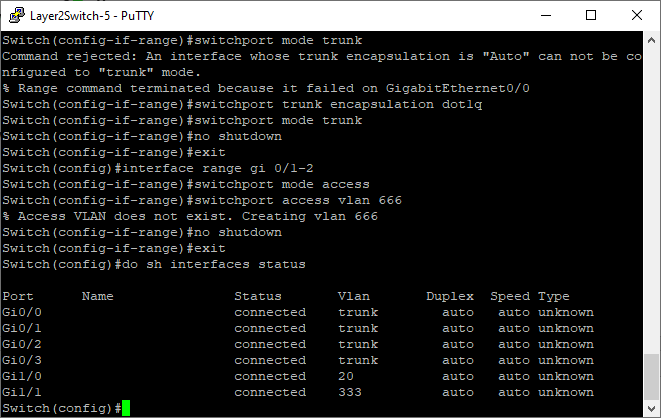 Layer2Switch-5 - PuTTY
Switch(config-if-range)#switchport mode trunk
Command rejected: An interface whose trunk encapsulation is "Auto" can not be co
nfigured to "trunk" mode.
% Range command terminated because it failed on GigabitEthernet0/0
Switch(config-if-range)#switchport trunk encapsulation dot1q
Switch(config-if-range)#switchport mode trunk
Switch(config-if-range)#no shutdown
Switch(config-if-range)#exit
Switch(config)#interface range gi 0/1-2
Switch(config-if-range)#switchport mode access
Switch(config-if-range)#switchport access vlan 666
% Access VLAN does not exist. Creating vlan 666
Switch(config-if-range)#no shutdown
Switch(config-if-range)#exit
Switch(config)#do sh interfaces status
Port Name Status Vlan Duplex Speed Type
Gi0/0 connected trunk auto auto unknown
Gi0/1 connected trunk auto auto unknown
Gi0/2 connected trunk auto auto unknown
Gi0/3 connected trunk auto auto unknown
Gi1/0 connected 20 auto auto unknown
Gi1/1 connected 333 auto auto unknown
Switch(config)#